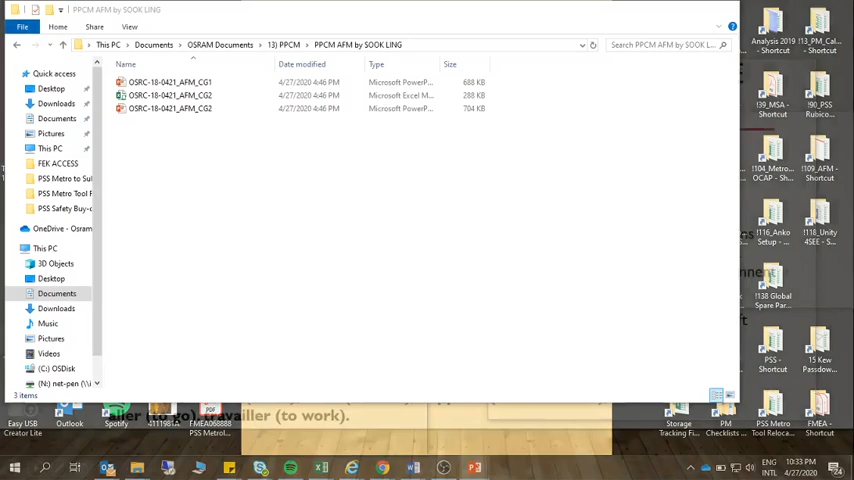 PPCM AFM by SOOK LING
File
Home
Share
View
This PC > Documents > OSRAM Documents > 13) PPCM > PPCM AFM by SOOK LING
Search PPCM AFM by SOOK L...
Name
Date modified
Type
Size
OSRC-18-0421_AFM_CG1 4/27/2020 4:46 PM Microsoft PowerP... 688 KB
OSRC-18-0421_AFM_CG2 4/27/2020 4:46 PM Microsoft Excel M... 288 KB
OSRC-18-0421_AFM_CG2 4/27/2020 4:46 PM Microsoft PowerP... 704 KB
Quick access
Desktop
Downloads
Documents
Pictures
This PC
FEK ACCESS
PSS Metro to Sul
PSS Metro Tool F
PSS Safety Buy-c
OneDrive - Osram
This PC
3D Objects
Desktop
Documents
Downloads
Music
Pictures
Videos
(C:) OSDisk
(N:) net-pen (\\i
3 items
Analysis 2019 - Shortcut
!13_PM_Cal...
!39_MSA - Shortcut
!90_PSS Rubico...
!104_Metro... OCAP - Sh...
!109_AFM - Shortcut
!116_Anko Setup - ...
!118_Unity 4SEE - S...
!138 Global Spare Par...
PSS - Shortcut
15 Kew Passdow...
Storage Tracking Fi...
PM Checklists ...
PSS Metro Tool Reloca...
FMEA - Shortcut
aller (to go), travailler (to work).
Easy USB Creator Lite
Outlook
Spotify
4111981A
PDF
FMEA068888 PSS Metrol...
ENG
INTL
10:33 PM
4/27/2020
24